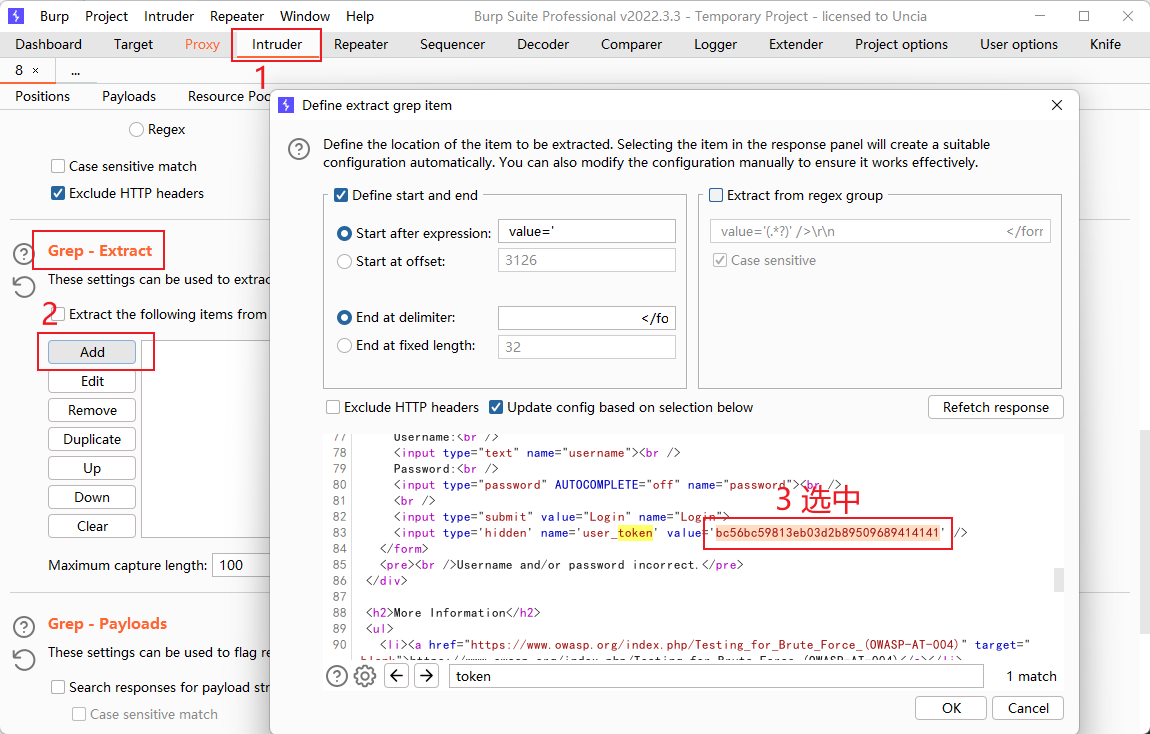 Burp Project Intruder Repeater Window Help Burp Suite Professional v2022.3.3 - Temporary Project - licensed to Uncia
Dashboard Target Proxy Intruder Repeater Sequencer Decoder Comparer Logger Extender Project options User options Knife
8 × ...
1
Positions Payloads Resource Poo
Define extract grep item
Regex
Define the location of the item to be extracted. Selecting the item in the response panel will create a suitable
configuration automatically. You can also modify the configuration manually to ensure it works effectively.
Case sensitive match
Exclude HTTP headers
Define start and end
Extract from regex group
Start after expression: value='
value='(.*?)' />\r\n </forr
Start at offset: 3126
Case sensitive
End at delimiter: </fo
End at fixed length: 32
Grep - Extract
These settings can be used to extrac
2
Extract the following items from
Add
Edit
Remove
Duplicate
Up
Down
Clear
Maximum capture length: 100
Exclude HTTP headers Update config based on selection below Refetch response
77 Username:<br />
78 <input type="text" name="username"><br />
79 Password:<br />
80 <input type="password" AUTOCOMPLETE="off" name="password"><br />
3 选中
81 <br />
82 <input type="submit" value="Login" name="Login">
83 <input type='hidden' name='user_token' value='bc56bc59813eb03d2b89509689414141' />
84 </form>
85 <pre><br />Username and/or password incorrect.</pre>
86 </div>
87
88 <h2>More Information</h2>
89 <ul>
90 <li><a href="https://www.owasp.org/index.php/Testing_for_Brute_Force_(OWASP-AT-004)" target="
_blank">https://www.owasp.org/index.php/Testing_for_Brute_Force_(OWASP-AT-004)</a></li>
token
1 match
OK Cancel
Grep - Payloads
These settings can be used to flag re
Search responses for payload str
Case sensitive match